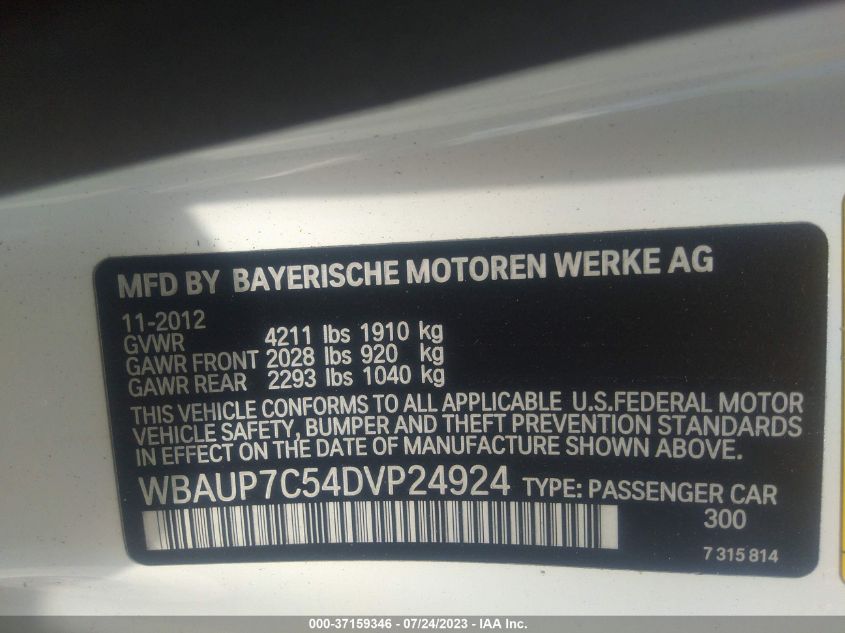 MFD BY BAYERISCHE MOTOREN WERKE AG
11-2012
GVWR 4211 lbs 1910 kg
GAWR FRONT 2028 lbs 920 kg
GAWR REAR 2293 lbs 1040 kg
THIS VEHICLE CONFORMS TO ALL APPLICABLE U.S.FEDERAL MOTOR
VEHICLE SAFETY, BUMPER AND THEFT PREVENTION STANDARDS
IN EFFECT ON THE DATE OF MANUFACTURE SHOWN ABOVE.
WBAUP7C54DVP24924 TYPE: PASSENGER CAR
300
7 315 814
000-37159346 - 07/24/2023 - IAA Inc.